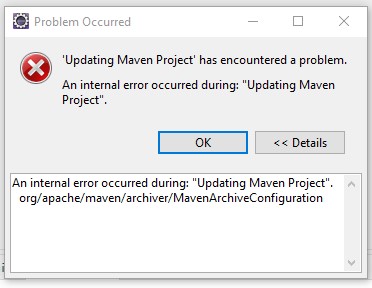 Problem Occurred
'Updating Maven Project' has encountered a problem.
An internal error occurred during: "Updating Maven
Project".
OK
<< Details
An internal error occurred during: "Updating Maven Project".
org/apache/maven/archiver/MavenArchiveConfiguration